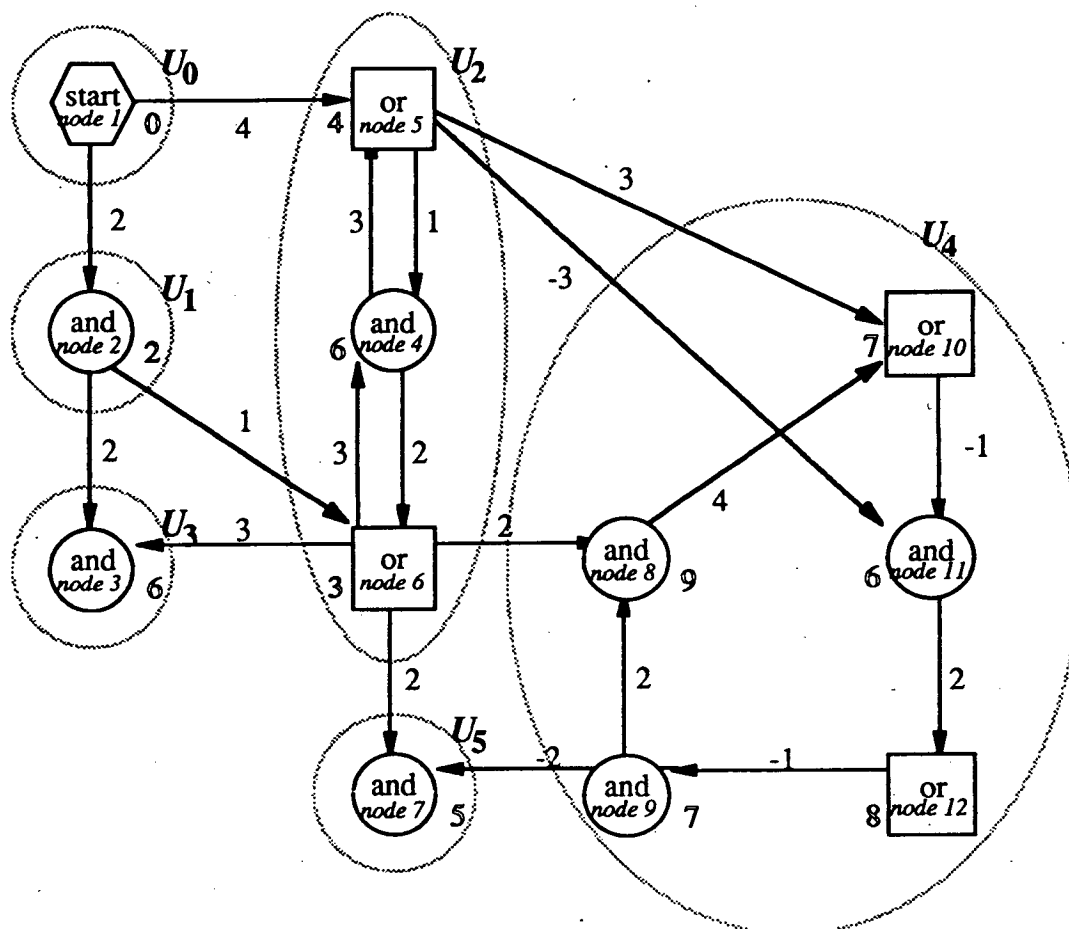 U0
U2
start
node 1
0
4
4
or
node 5
3
2
3
1
-3
U4
U1
and
node 2
2
and
node 4
6
or
node 10
7
1
2
3
2
4
-1
U3
3
2
and
node 3
6
or
node 6
3
and
node 8
9
and
node 11
6
2
2
2
U5
-2
-1
and
node 7
5
and
node 9
7
or
node 12
8